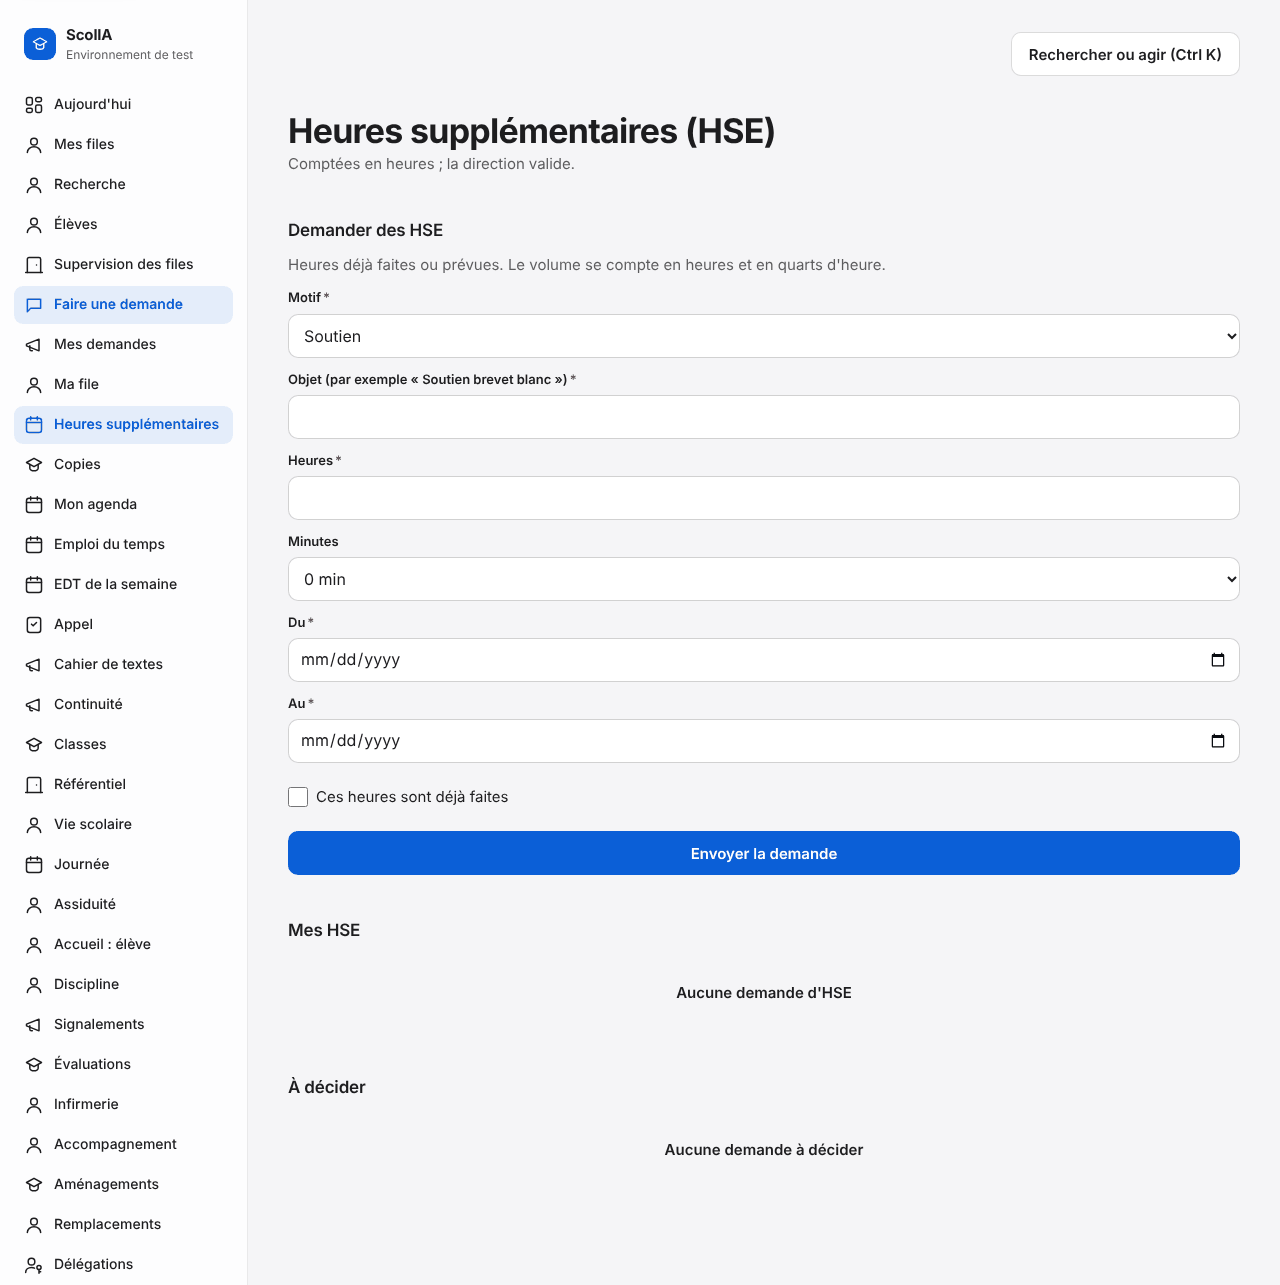 ScolIA
Environnement de test
Aujourd'hui
Mes files
Recherche
Élèves
Supervision des files
Faire une demande
Mes demandes
Ma file
Heures supplémentaires
Copies
Mon agenda
Emploi du temps
EDT de la semaine
Appel
Cahier de textes
Continuité
Classes
Référentiel
Vie scolaire
Journée
Assiduité
Accueil : élève
Discipline
Signalements
Évaluations
Infirmerie
Accompagnement
Aménagements
Remplacements
Délégations
Rechercher ou agir (Ctrl K)
Heures supplémentaires (HSE)
Comptées en heures ; la direction valide.
Demander des HSE
Heures déjà faites ou prévues. Le volume se compte en heures et en quarts d'heure.
Motif *
Soutien
Objet (par exemple « Soutien brevet blanc ») *
Heures *
Minutes
0 min
Du *
mm/dd/yyyy
Au *
mm/dd/yyyy
Ces heures sont déjà faites
Envoyer la demande
Mes HSE
Aucune demande d'HSE
À décider
Aucune demande à décider